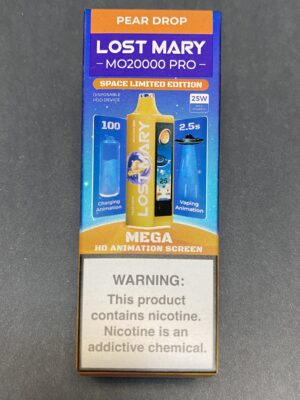 PEAR DROP
LOST MARY
MO20000 PRO
SPACE LIMITED EDITION
DISPOSABLE
POD DEVICE
25W
100
2.5s
LOST MARY
25
Charging
Animation
Vaping
Animation
MEGA
HD ANIMATION SCREEN
WARNING:
This product
contains nicotine.
Nicotine is an
addictive chemical.